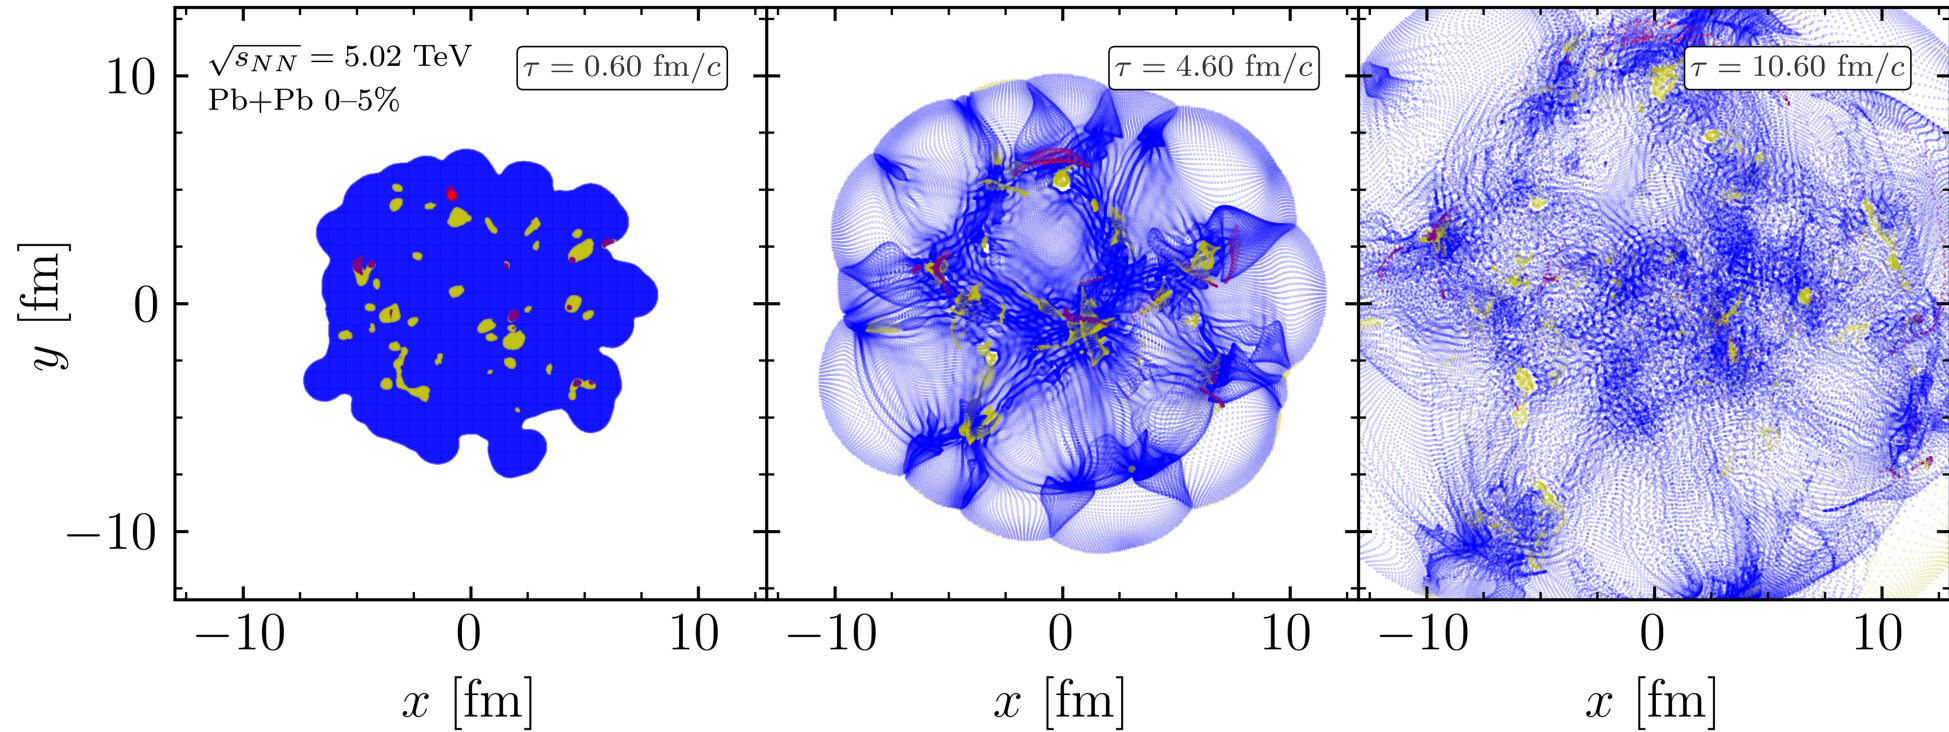 √s_NN = 5.02 TeV
Pb+Pb 0–5%
τ = 0.60 fm/c
τ = 4.60 fm/c
τ = 10.60 fm/c
y [fm]
10
0
−10
−10 0 10
−10 0 10
−10 0 10
x [fm]
x [fm]
x [fm]